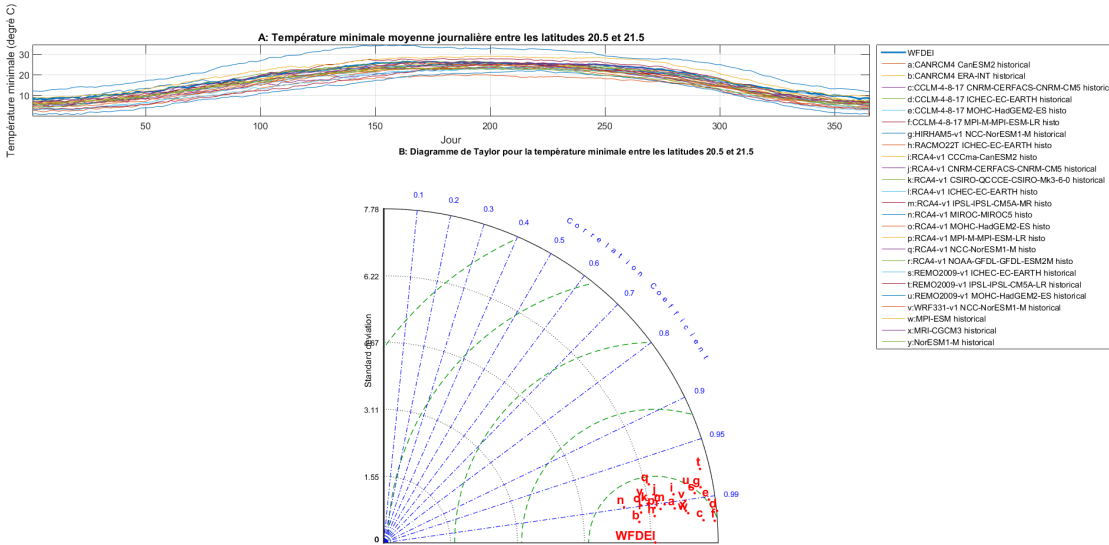 A: Température minimale moyenne journalière entre les latitudes 20.5 et 21.5
Température minimale (degré C)
30
20
10
50
100
150
200
250
300
350
Jour
WFDEI
a:CANRCM4 CanESM2 historical
b:CANRCM4 ERA-INT historical
c:CCLM-4-8-17 CNRM-CERFACS-CNRM-CM5 historic
d:CCLM-4-8-17 ICHEC-EC-EARTH historical
e:CCLM-4-8-17 MOHC-HadGEM2-ES histo
f:CCLM-4-8-17 MPI-M-MPI-ESM-LR histo
g:HIRHAM5-v1 NCC-NorESM1-M historical
h:RACMO22T ICHEC-EC-EARTH histo
i:RCA4-v1 CCCma-CanESM2 histo
j:RCA4-v1 CNRM-CERFACS-CNRM-CM5 historical
k:RCA4-v1 CSIRO-QCCCE-CSIRO-Mk3-6-0 historical
l:RCA4-v1 ICHEC-EC-EARTH histo
m:RCA4-v1 IPSL-IPSL-CM5A-MR histo
n:RCA4-v1 MIROC-MIROC5 histo
o:RCA4-v1 MOHC-HadGEM2-ES histo
p:RCA4-v1 MPI-M-MPI-ESM-LR histo
q:RCA4-v1 NCC-NorESM1-M histo
r:RCA4-v1 NOAA-GFDL-GFDL-ESM2M histo
s:REMO2009-v1 ICHEC-EC-EARTH historical
t:REMO2009-v1 IPSL-IPSL-CM5A-LR historical
u:REMO2009-v1 MOHC-HadGEM2-ES historical
v:WRF331-v1 NCC-NorESM1-M historical
w:MPI-ESM historical
x:MRI-CGCM3 historical
y:NorESM1-M historical
B: Diagramme de Taylor pour la température minimale entre les latitudes 20.5 et 21.5
Standard deviation
7.78
6.22
4.67
3.11
1.55
0
0.1
0.2
0.3
0.4
0.5
0.6
0.7
0.8
0.9
0.95
0.99
Correlation Coefficient
t
q
u
g
j
i
s
e
n
k
m
a
v
d
b
c
f
WFDEI